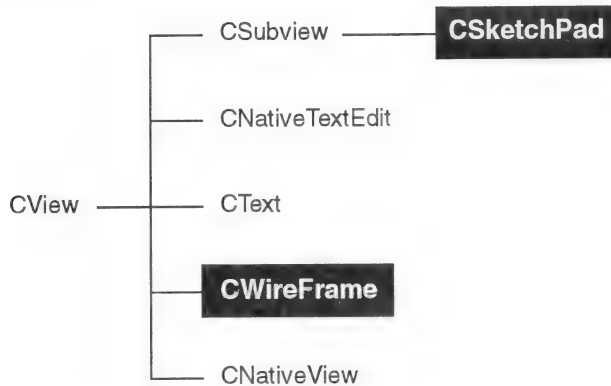 CSubview CSketchPad
CNativeTextEdit
CView CText
CWireFrame
CNativeView